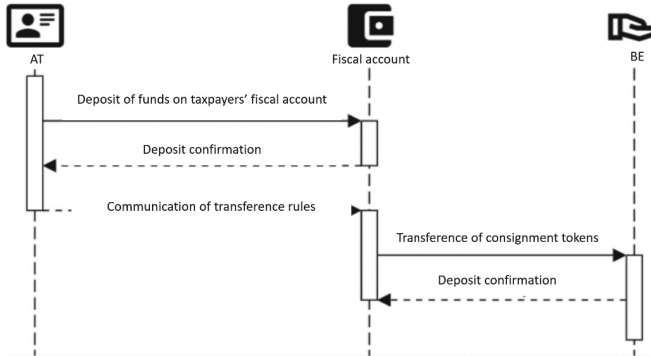 AT
Fiscal account
BE
Deposit of funds on taxpayers' fiscal account
Deposit confirmation
Communication of transference rules
Transference of consignment tokens
Deposit confirmation